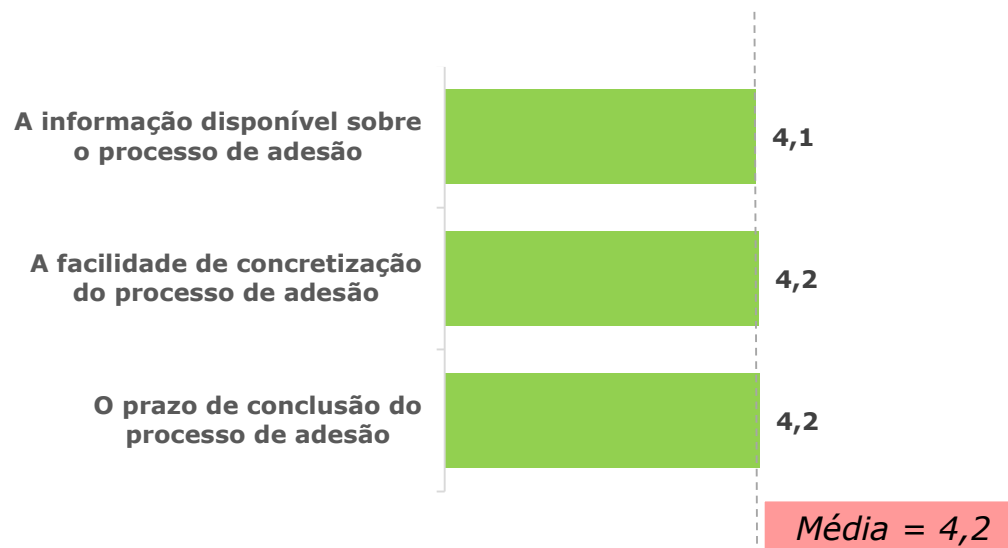 A informação disponível sobre
o processo de adesão
4,1
A facilidade de concretização
do processo de adesão
4,2
O prazo de conclusão do
processo de adesão
4,2
Média = 4,2